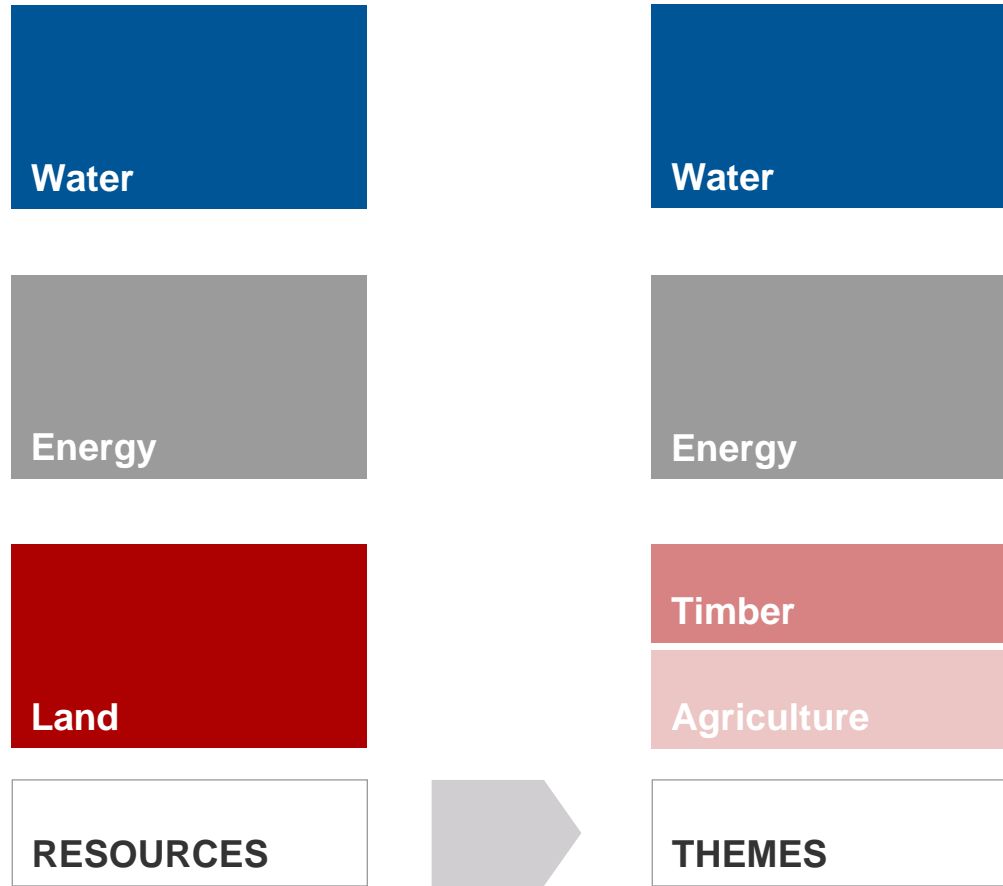 Water
Water
Energy
Energy
Land
Timber
Agriculture
RESOURCES
THEMES